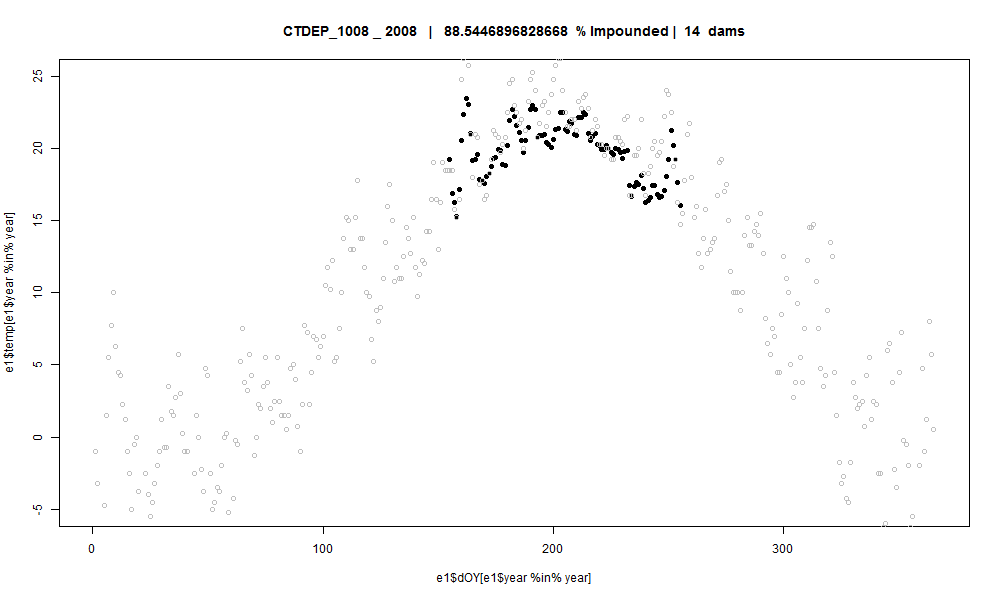 CTDEP_1008 _ 2008 | 88.5446896828668 % Impounded | 14 dams
25
20
15
10
5
0
-5
e1$temp[e1$year %in% year]
0 100 200 300
e1$dOY[e1$year %in% year]